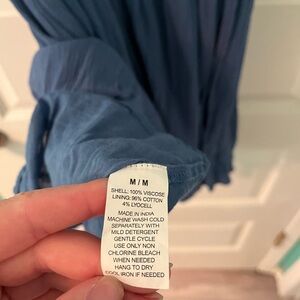 M / M
SHELL: 100% VISCOSE
LINING: 96% COTTON
4% LYOCELL
MADE IN INDIA
MACHINE WASH COLD
SEPARATELY WITH
MILD DETERGENT
GENTLE CYCLE
USE ONLY NON
CHLORINE BLEACH
WHEN NEEDED
HANG TO DRY
COOL IRON IF NEEDED